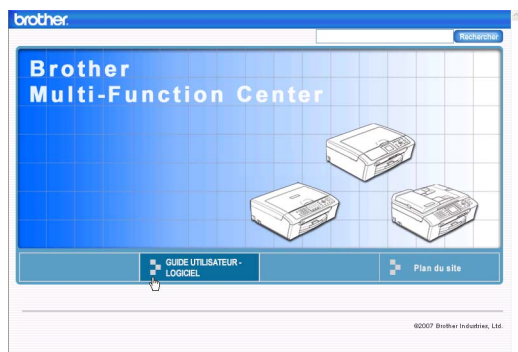 brother
Rechercher
Brother
Multi-Function Center
GUIDE UTILISATEUR -
LOGICIEL
Plan du site
©2007 Brother Industries, Ltd.